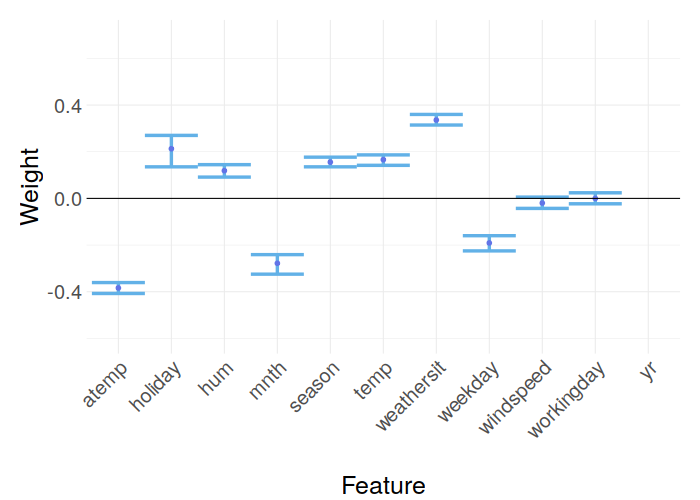 Weight
0.4
0.0
-0.4
atemp
holiday
hum
mnth
season
temp
weathersit
weekday
windspeed
workingday
yr
Feature